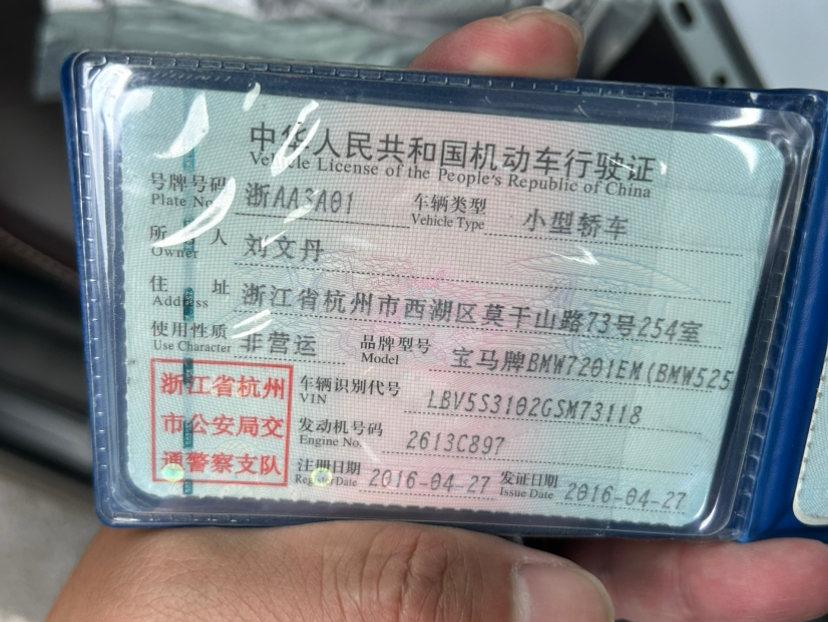 中华人民共和国机动车行驶证
Vehicle License of the People's Republic of China
号牌号码 浙AA3A01 车辆类型 小型轿车
Plate No. Vehicle Type
所有人 刘文丹
Owner
住址 浙江省杭州市西湖区莫干山路73号254室
Address
使用性质 非营运 品牌型号 宝马牌BMW7201EM(BMW525
Use Character Model
浙江省杭州
市公安局交
通警察支队
车辆识别代号 LBV5S3102GSM73118
VIN
发动机号码 2613C897
Engine No.
注册日期 2016-04-27 发证日期 2016-04-27
Register Date Issue Date